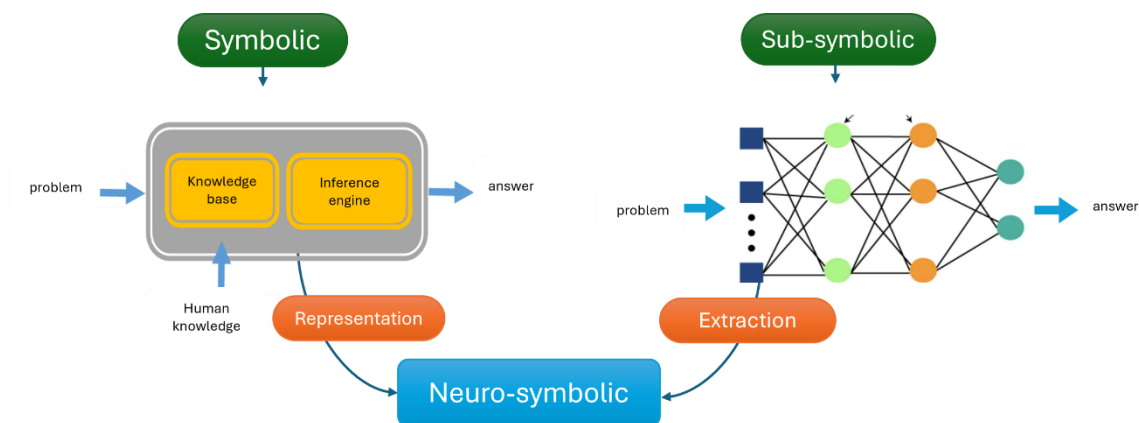 Symbolic
Sub-symbolic
problem
Knowledge
base
Inference
engine
answer
Human
knowledge
problem
answer
Representation
Extraction
Neuro-symbolic